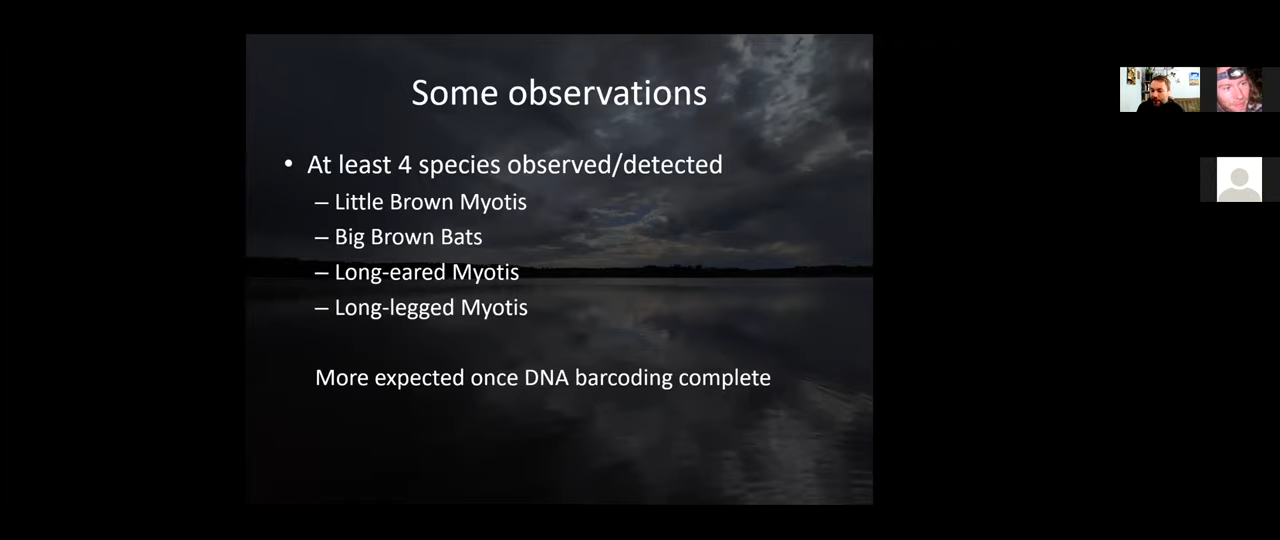 Some observations
• At least 4 species observed/detected
– Little Brown Myotis
– Big Brown Bats
– Long-eared Myotis
– Long-legged Myotis
More expected once DNA barcoding complete